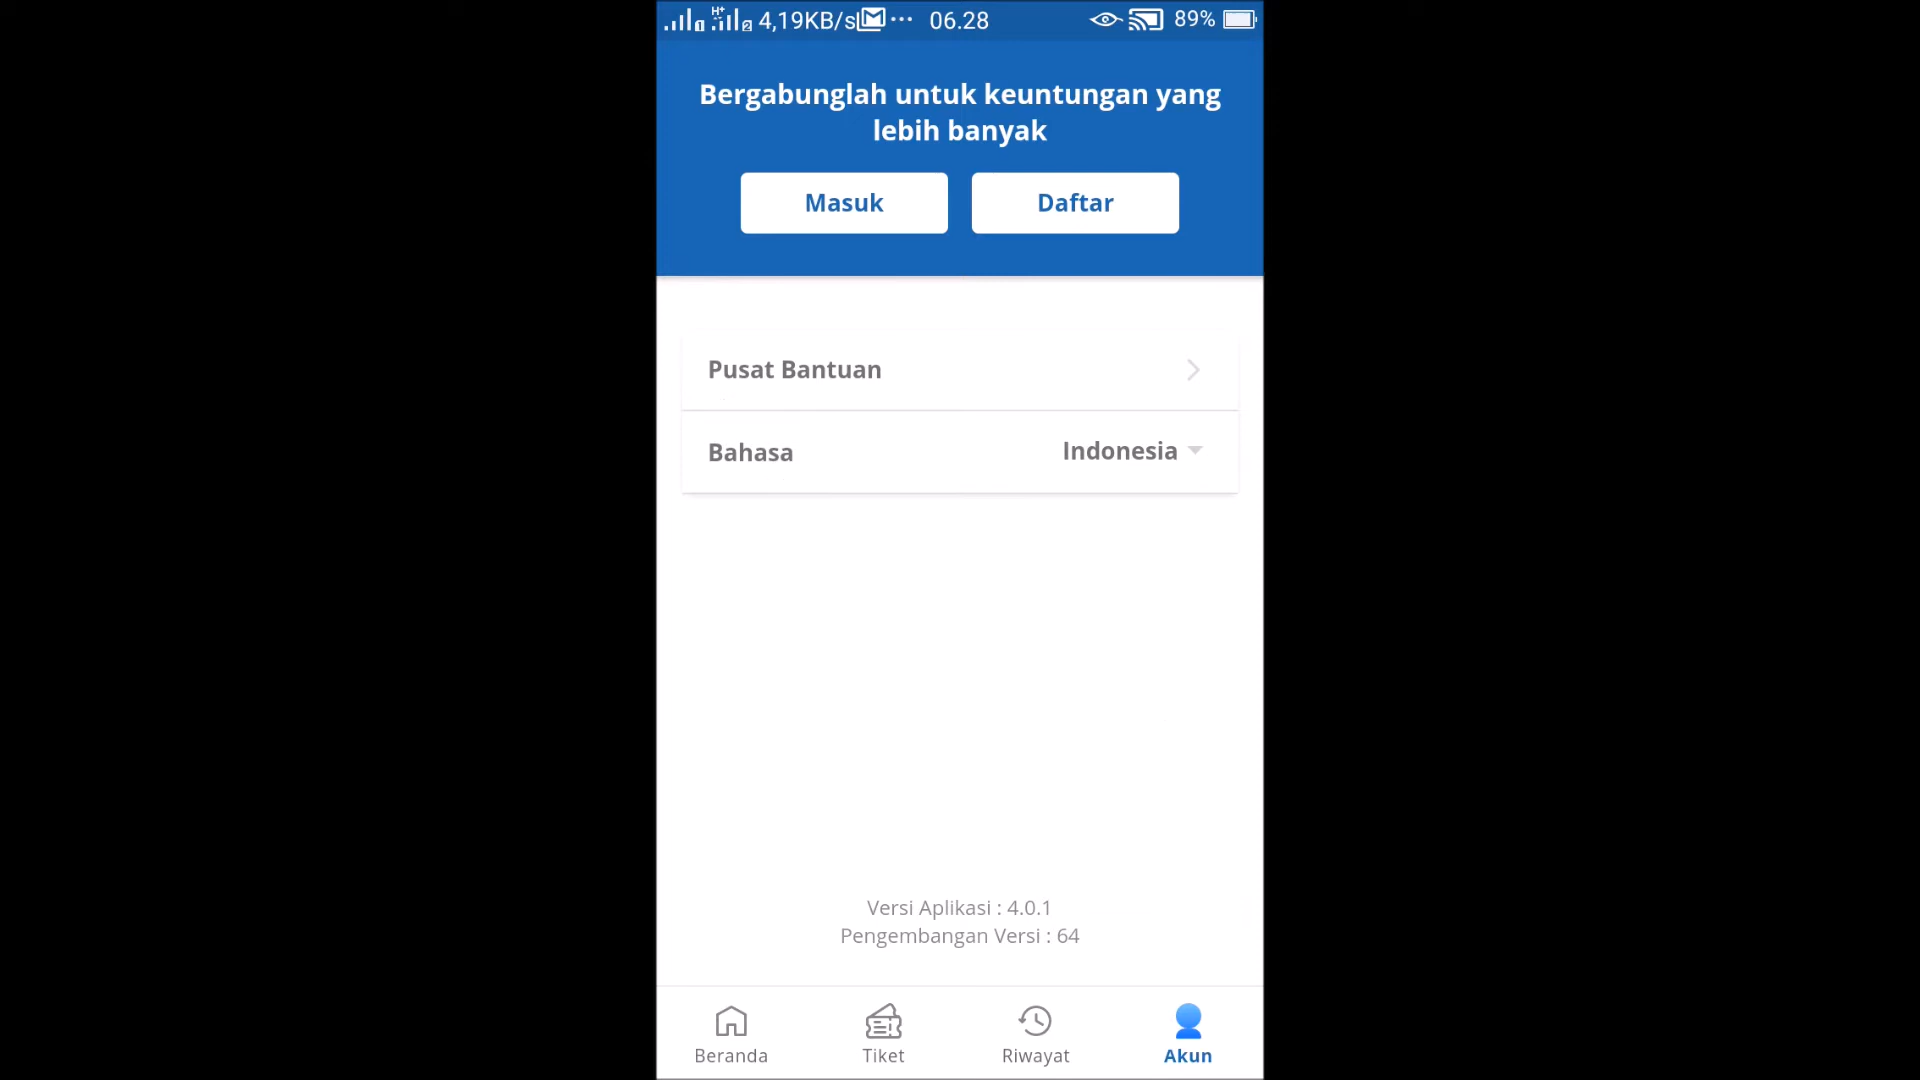 4,19KB/s ... 06.28 89%
Bergabunglah untuk keuntungan yang
lebih banyak
Masuk Daftar
Pusat Bantuan
Bahasa Indonesia
Versi Aplikasi : 4.0.1
Pengembangan Versi : 64
Beranda Tiket Riwayat Akun